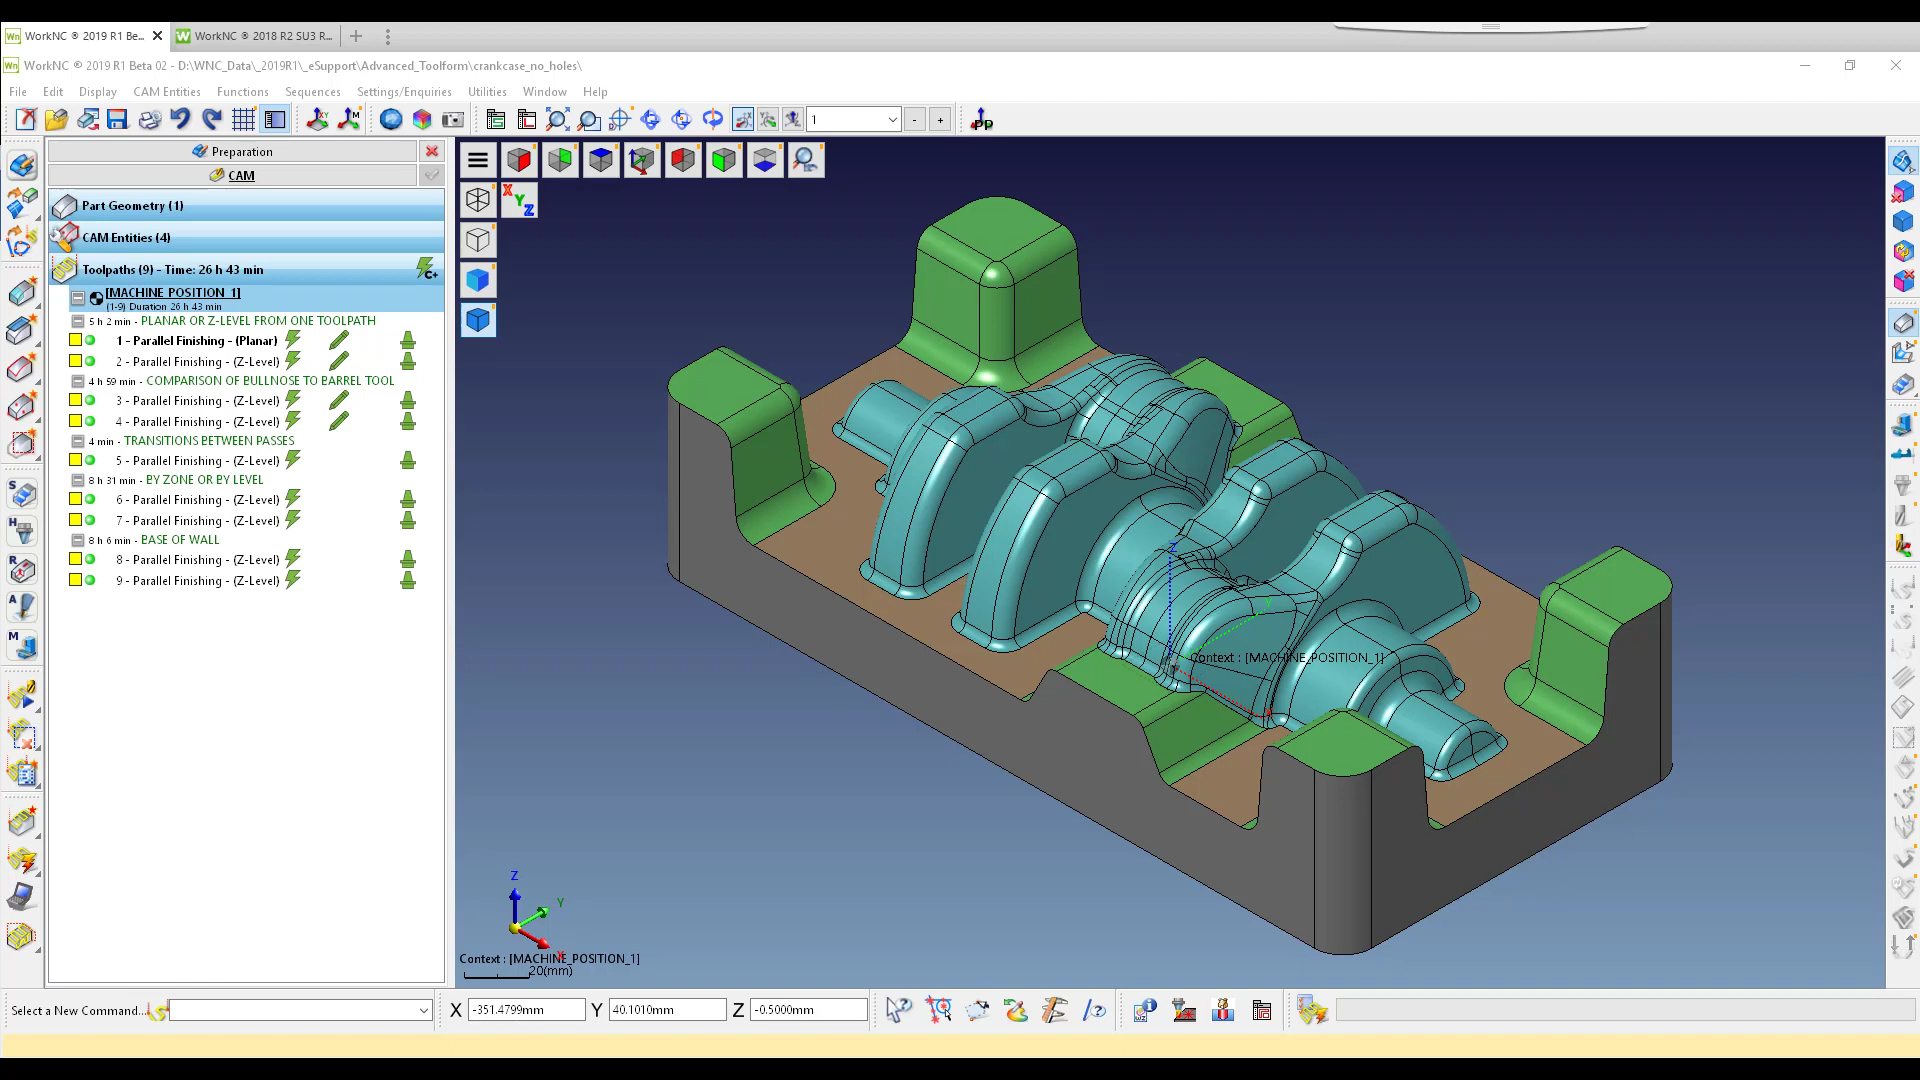 WorkNC ® 2019 R1 Be...
WorkNC ® 2018 R2 SU3 R...
WorkNC ® 2019 R1 Beta 02 - D:\WNC_Data\_2019R1\_eSupport\Advanced_Toolform\crankcase_no_holes\
File Edit Display CAM Entities Functions Sequences Settings/Enquiries Utilities Window Help
1
- +
PP
Preparation
CAM
X Y Z
Part Geometry (1)
CAM Entities (4)
Toolpaths (9) - Time: 26 h 43 min
C+
[MACHINE_POSITION_1]
(1-9) Duration 26 h 43 min
5 h 2 min - PLANAR OR Z-LEVEL FROM ONE TOOLPATH
1 - Parallel Finishing - (Planar)
2 - Parallel Finishing - (Z-Level)
4 h 59 min - COMPARISON OF BULLNOSE TO BARREL TOOL
3 - Parallel Finishing - (Z-Level)
4 - Parallel Finishing - (Z-Level)
4 min - TRANSITIONS BETWEEN PASSES
5 - Parallel Finishing - (Z-Level)
8 h 31 min - BY ZONE OR BY LEVEL
6 - Parallel Finishing - (Z-Level)
7 - Parallel Finishing - (Z-Level)
8 h 6 min - BASE OF WALL
8 - Parallel Finishing - (Z-Level)
9 - Parallel Finishing - (Z-Level)
S
H
R
A
M
Z
Context : [MACHINE_POSITION_1]
Z
Y
X
Context : [MACHINE_POSITION_1]
20(mm)
Select a New Command...
X -351.4799mm Y 40.1010mm Z -0.5000mm